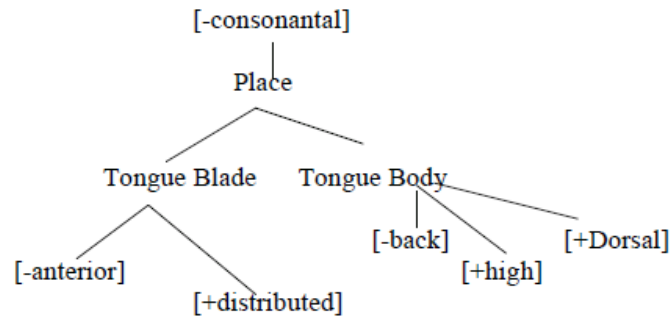 [-consonantal]
Place
Tongue Blade Tongue Body
[-back] [+Dorsal]
[-anterior] [+high]
[+distributed]